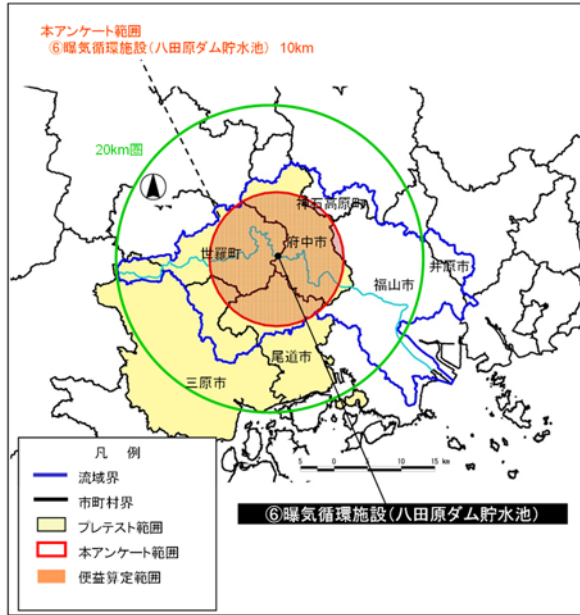 本アンケート範囲
⑥曝気循環施設(八田原ダム貯水池) 10km
20km圏
神石高原町
府中市
世羅町
井原市
福山市
尾道市
三原市
5 0 5 10 15 km
凡 例
流域界
市町村界
プレテスト範囲
本アンケート範囲
便益算定範囲
⑥曝気循環施設(八田原ダム貯水池)